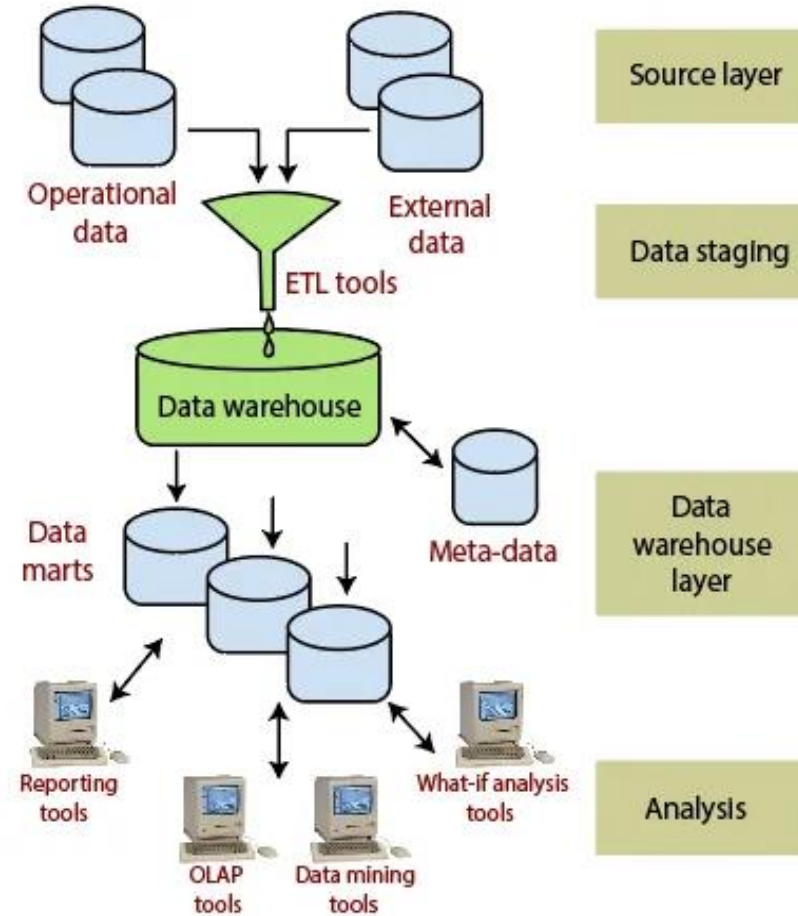 Source layer
Operational
data
External
data
Data staging
ETL tools
Data warehouse
Data
marts
Meta-data
Data
warehouse
layer
Reporting
tools
What-if analysis
tools
Analysis
OLAP
tools
Data mining
tools